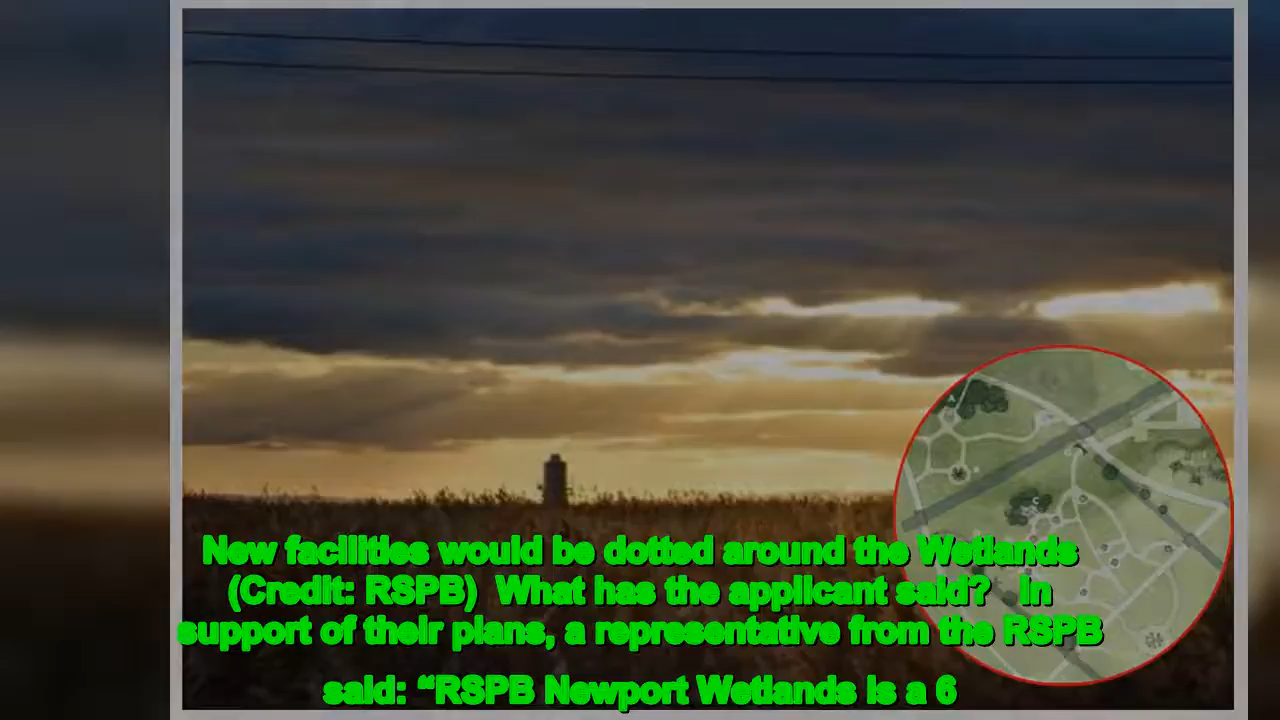 New facilities would be dotted around the Wetlands
(Credit: RSPB)  What has the applicant said?   In
support of their plans, a representative from the RSPB
said: “RSPB Newport Wetlands is a 6